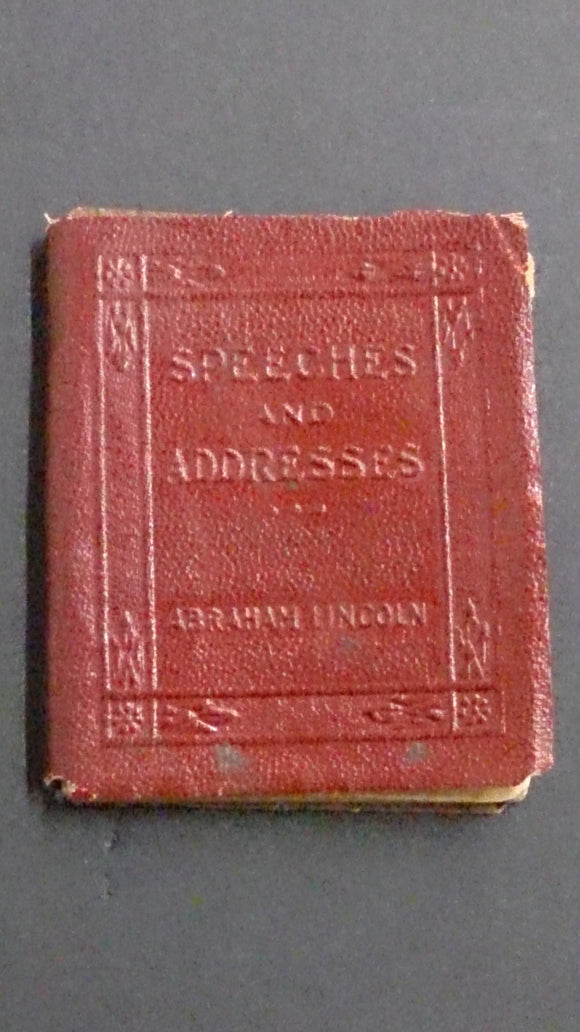 SPEECHES
AND
ADDRESSES
ABRAHAM LINCOLN